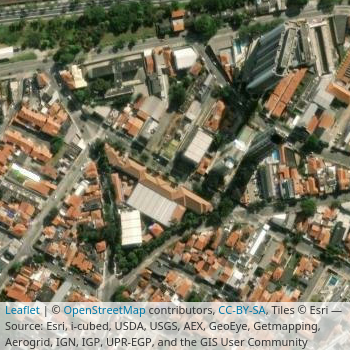 Leaflet | © OpenStreetMap contributors, CC-BY-SA, Tiles © Esri —
Source: Esri, i-cubed, USDA, USGS, AEX, GeoEye, Getmapping,
Aerogrid, IGN, IGP, UPR-EGP, and the GIS User Community